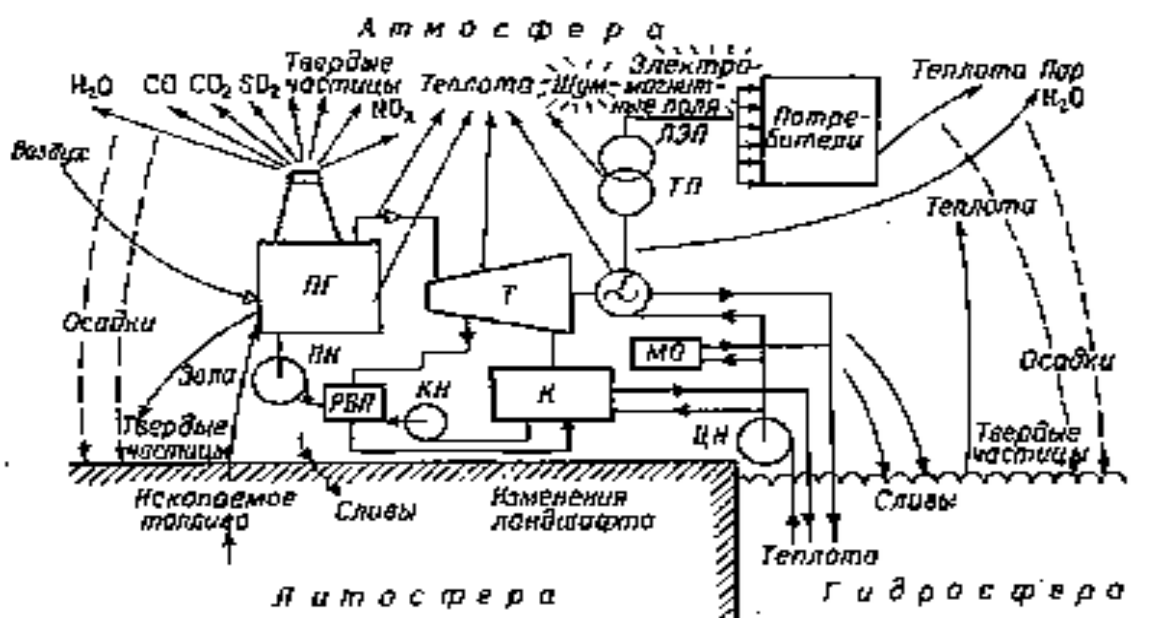 Атмосфера
H₂O CO CO₂ SO₂ Твердые частицы NOₓ
Теплота
Шум
Электро-
магнит-
ные поля
ЛЭП
Потре-
бители
Теплота
Пар
H₂O
Воздух
ТП
Теплота
ПГ
Т
Осадки
МО
Осадки
Зола
ПН
РВП
КН
К
ЦН
Твердые
частицы
Твердые
частицы
Ископаемое
топливо
Сливы
Изменения
ландшафта
Сливы
Теплота
Литосфера
Гидросфера